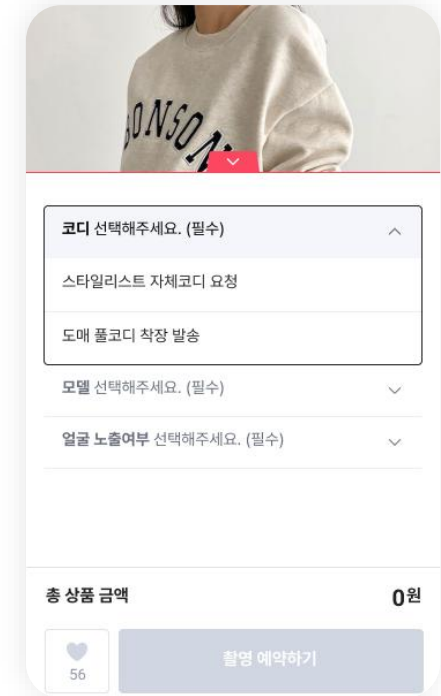 BONSON
코디 선택해주세요. (필수)
스타일리스트 자체코디 요청
도매 풀코디 착장 발송
모델 선택해주세요. (필수)
얼굴 노출여부 선택해주세요. (필수)
총 상품 금액
0원
56
촬영 예약하기